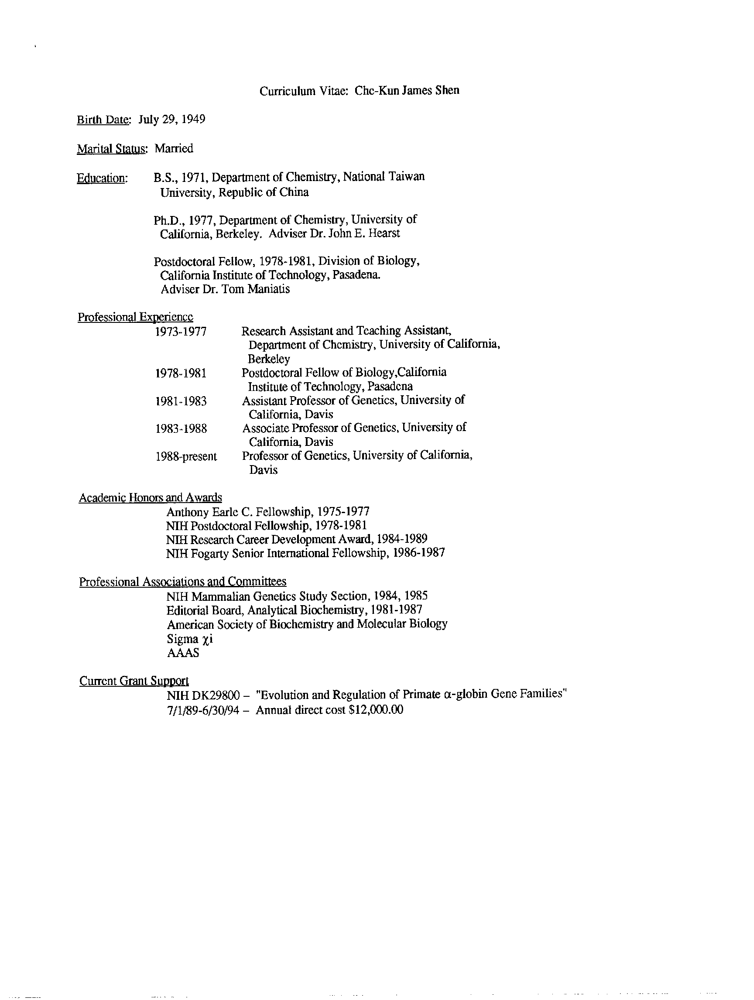 Curriculum Vitae: Che-Kun James Shen
Birth Date: July 29, 1949
Marital Status: Married
Education: B.S., 1971, Department of Chemistry, National Taiwan
University, Republic of China
Ph.D., 1977, Department of Chemistry, University of
California, Berkeley. Adviser Dr. John E. Hearst
Postdoctoral Fellow, 1978-1981, Division of Biology,
California Institute of Technology, Pasadena.
Adviser Dr. Tom Maniatis
Professional Experience
1973-1977 Research Assistant and Teaching Assistant,
Department of Chemistry, University of California,
Berkeley
1978-1981 Postdoctoral Fellow of Biology,California
Institute of Technology, Pasadena
1981-1983 Assistant Professor of Genetics, University of
California, Davis
1983-1988 Associate Professor of Genetics, University of
California, Davis
1988-present Professor of Genetics, University of California,
Davis
Academic Honors and Awards
Anthony Earle C. Fellowship, 1975-1977
NIH Postdoctoral Fellowship, 1978-1981
NIH Research Career Development Award, 1984-1989
NIH Fogarty Senior International Fellowship, 1986-1987
Professional Associations and Committees
NIH Mammalian Genetics Study Section, 1984, 1985
Editorial Board, Analytical Biochemistry, 1981-1987
American Society of Biochemistry and Molecular Biology
Sigma χi
AAAS
Current Grant Support
NIH DK29800 – "Evolution and Regulation of Primate α-globin Gene Families"
7/1/89-6/30/94 – Annual direct cost $12,000.00